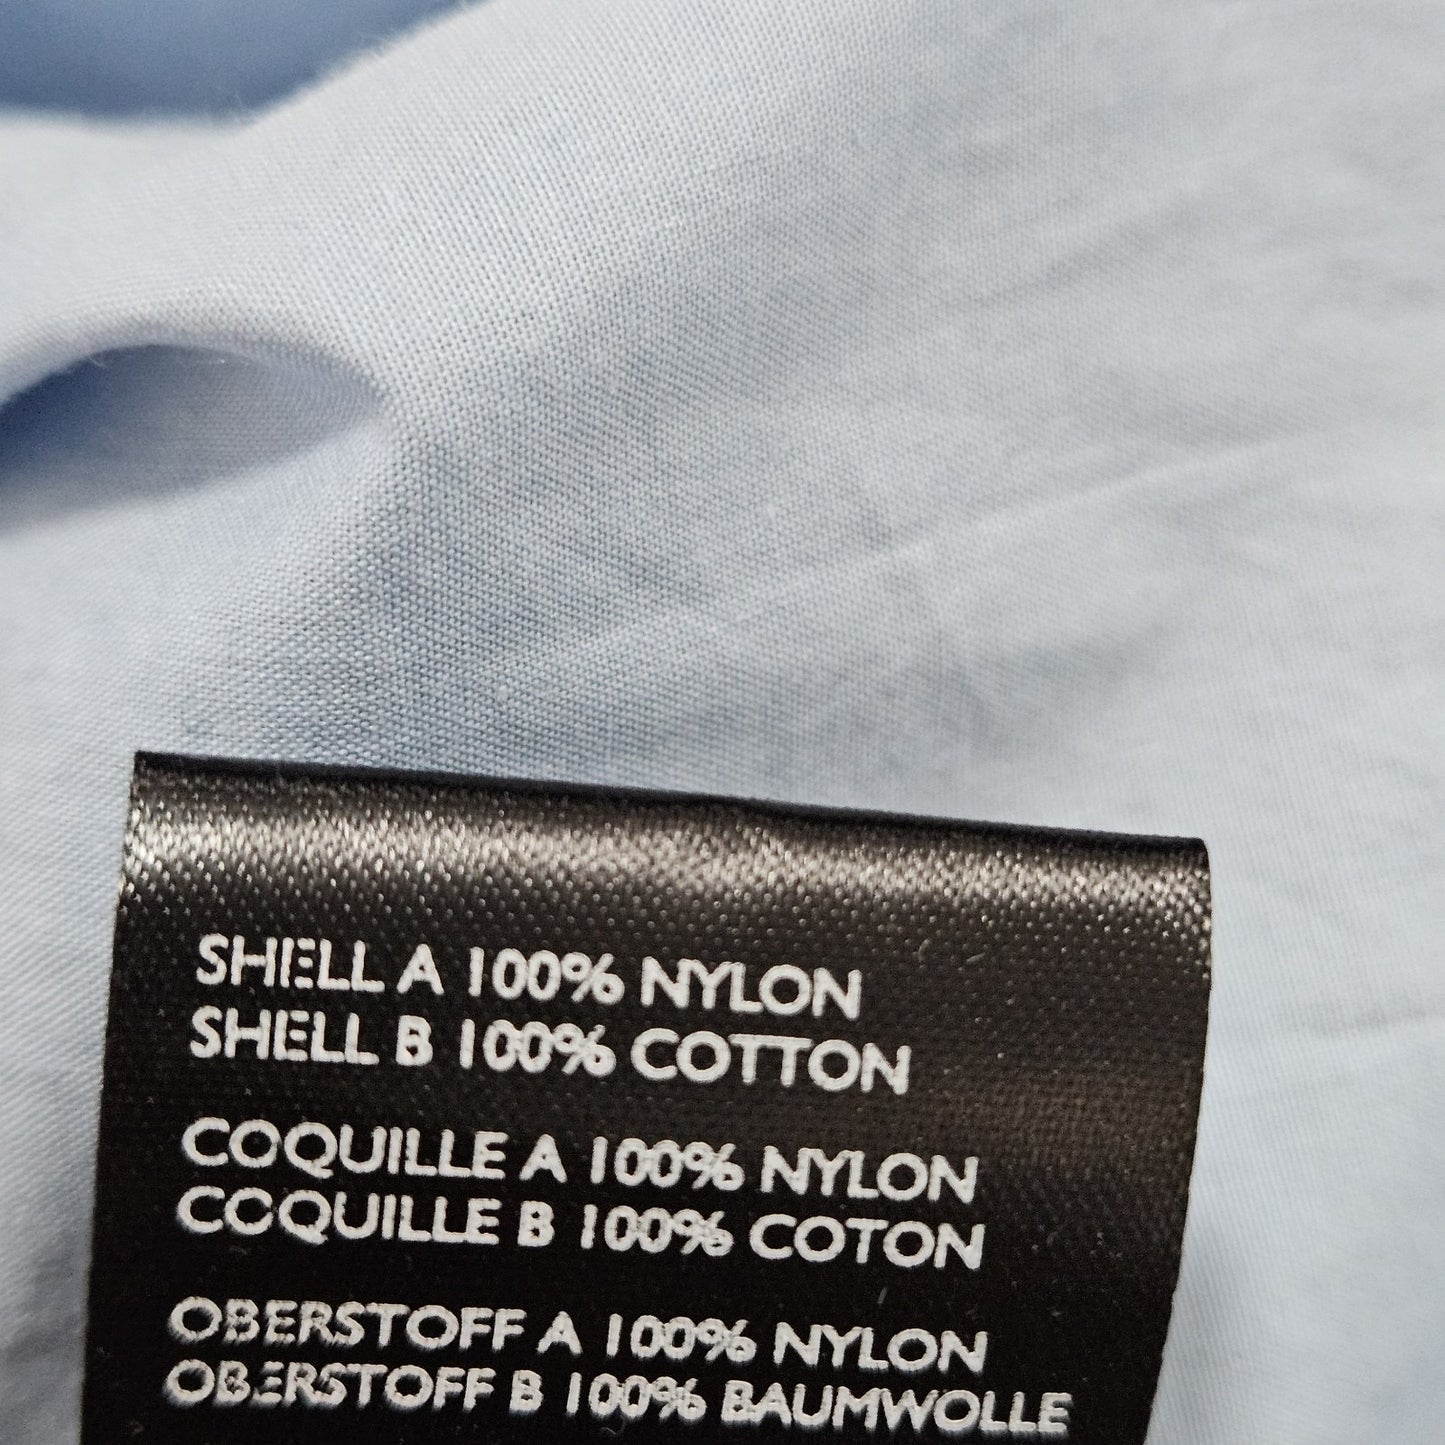 SHELL A 100% NYLON
SHELL B 100% COTTON
COQUILLE A 100% NYLON
COQUILLE B 100% COTON
OBERSTOFF A 100% NYLON
OBERSTOFF B 100% BAUMWOLLE